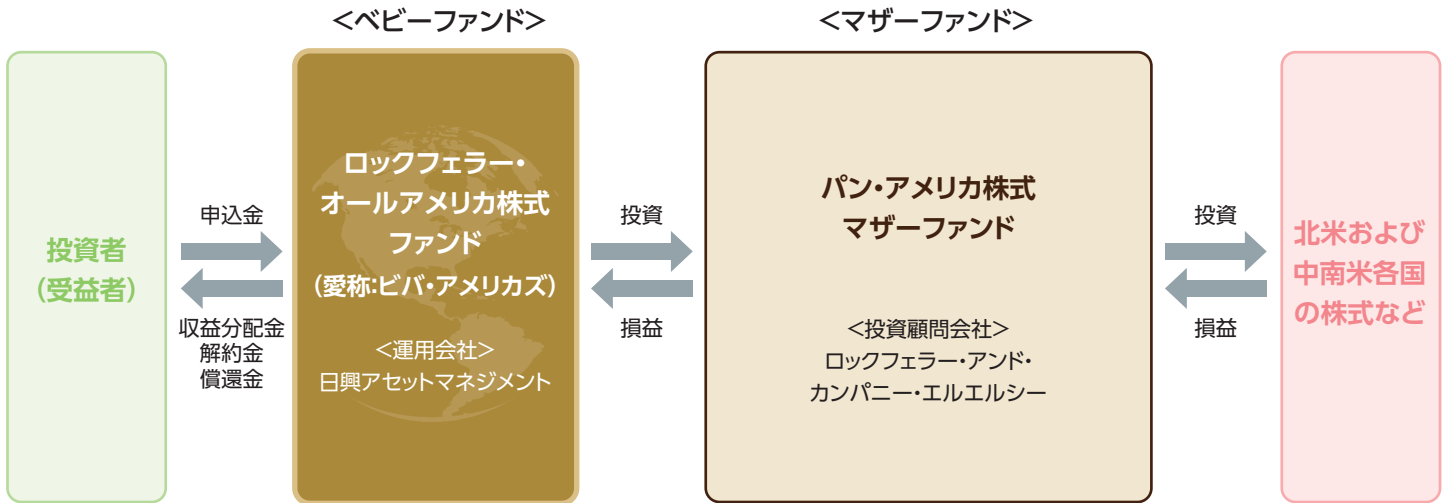 <ベビーファンド>
<マザーファンド>
投資者
(受益者)
申込金
収益分配金
解約金
償還金
ロックフェラー・
オールアメリカ株式
ファンド
(愛称:ビバ・アメリカズ)
<運用会社>
日興アセットマネジメント
投資
損益
パン・アメリカ株式
マザーファンド
<投資顧問会社>
ロックフェラー・アンド・
カンパニー・エルエルシー
投資
損益
北米および
中南米各国
の株式など